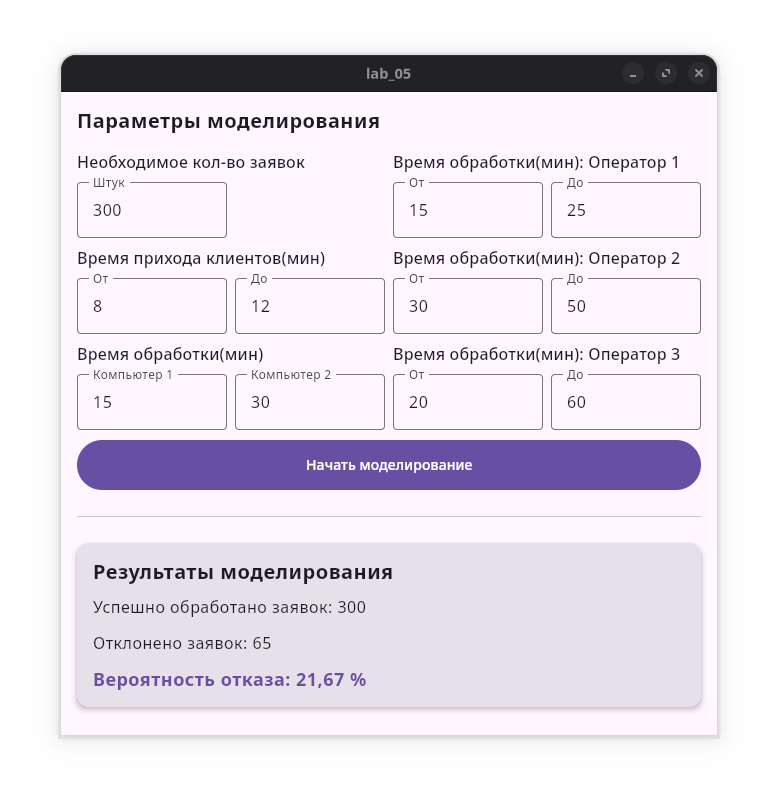 lab_05
Параметры моделирования
Необходимое кол-во заявок
Штук
300
Время обработки(мин): Оператор 1
От
15
До
25
Время прихода клиентов(мин)
От
8
До
12
Время обработки(мин): Оператор 2
От
30
До
50
Время обработки(мин)
Компьютер 1
15
Компьютер 2
30
Время обработки(мин): Оператор 3
От
20
До
60
Начать моделирование
Результаты моделирования
Успешно обработано заявок: 300
Отклонено заявок: 65
Вероятность отказа: 21,67 %